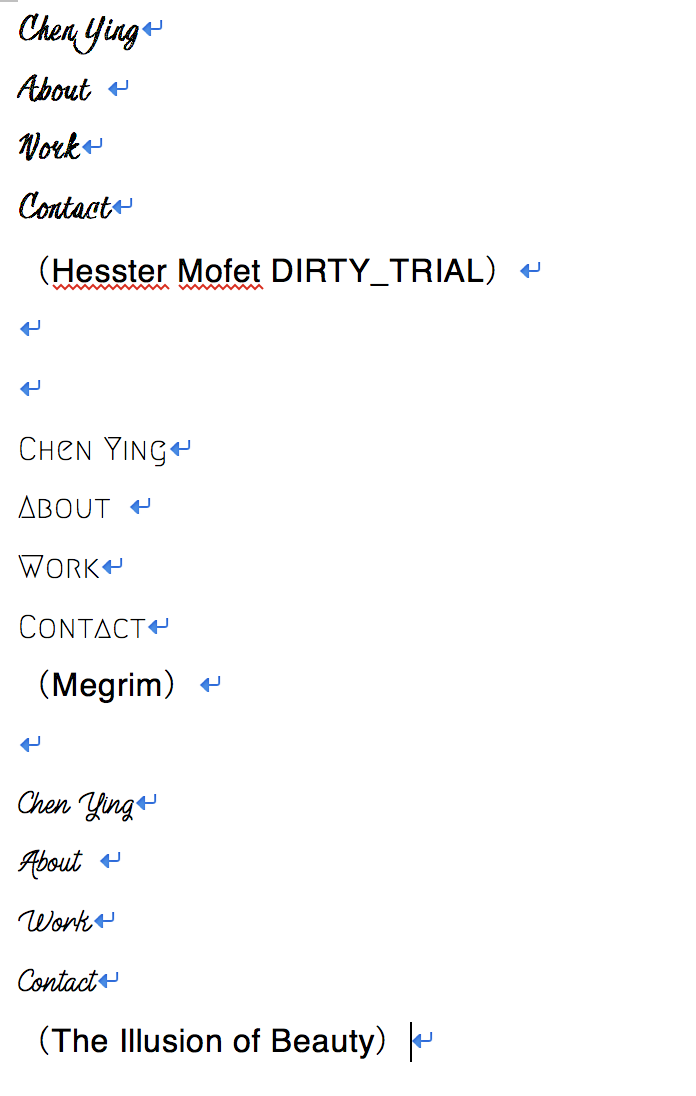 Chen Ying
About
Work
Contact
（Hesster Mofet DIRTY_TRIAL）
Chen Ying
About
Work
Contact
（Megrim）
Chen Ying
About
Work
Contact
（The Illusion of Beauty）